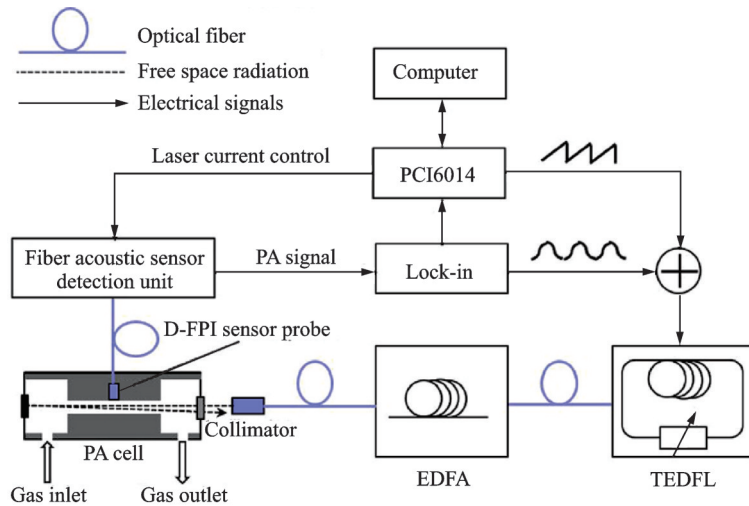 Optical fiber
Free space radiation
Electrical signals
Computer
Laser current control
PCI6014
Fiber acoustic sensor
detection unit
PA signal
Lock-in
D-FPI sensor probe
Collimator
PA cell
Gas inlet
Gas outlet
EDFA
TEDFL